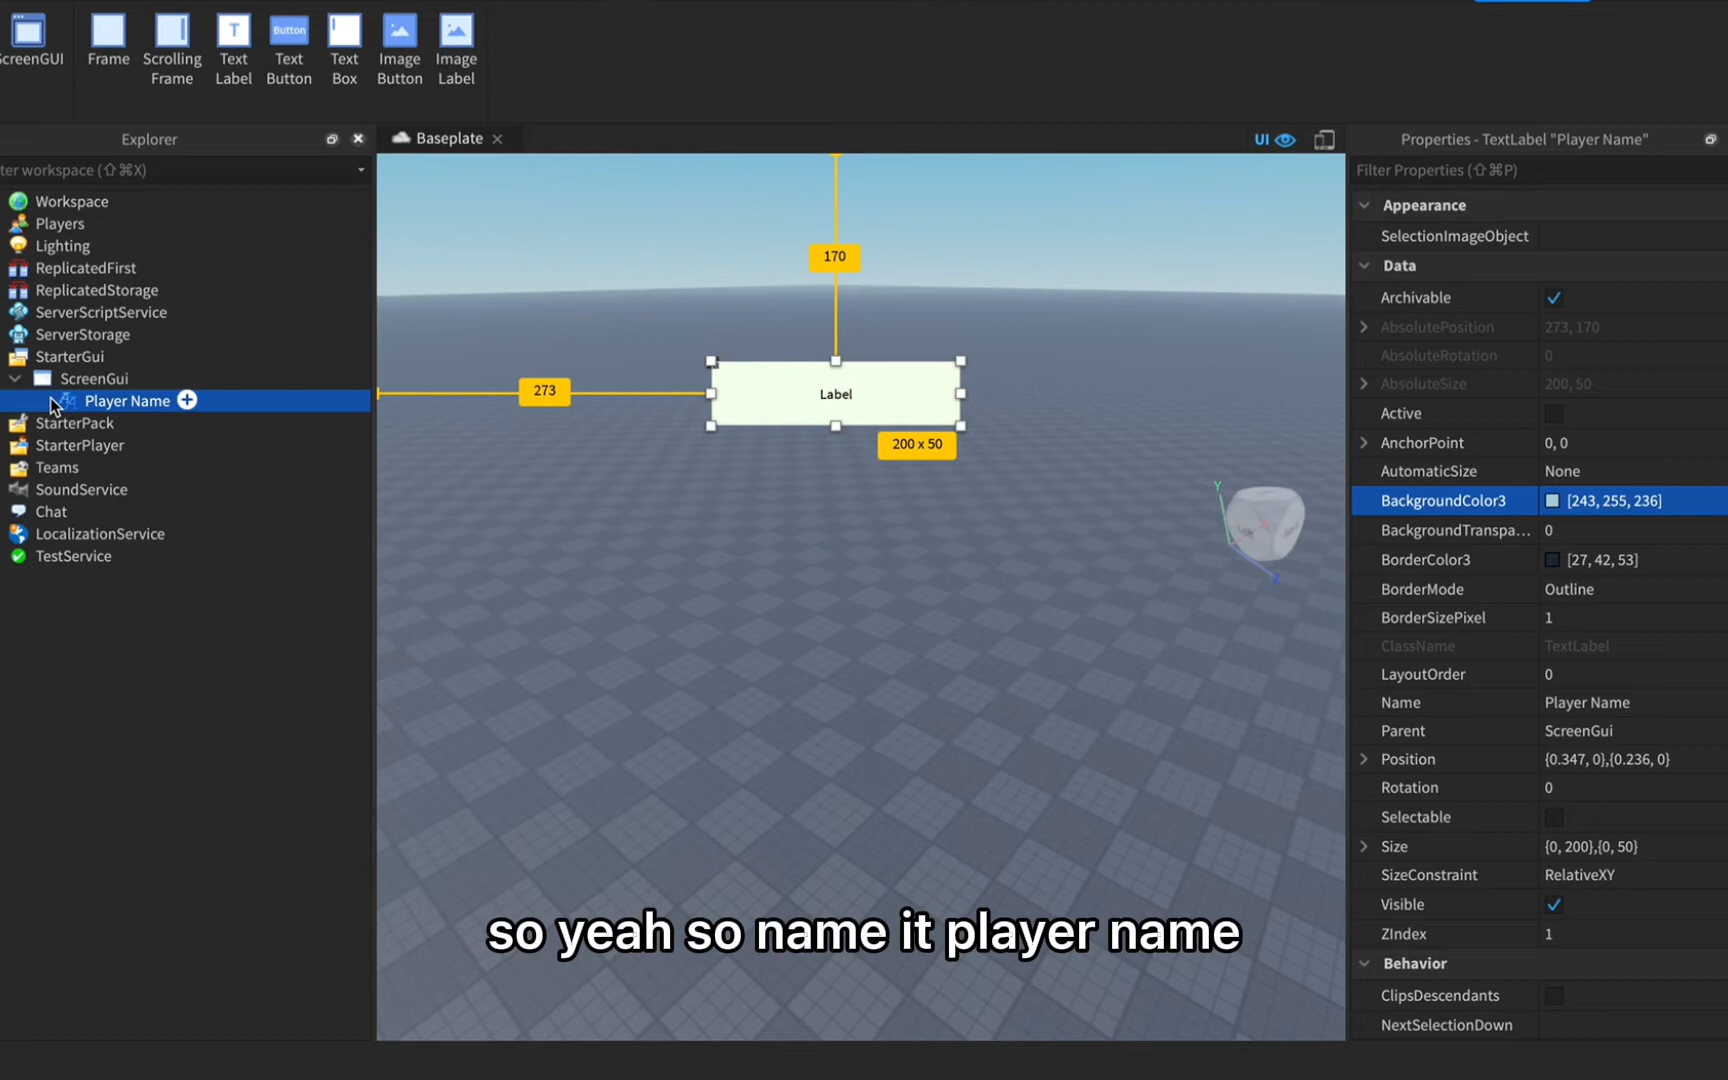 ScreenGUI
Frame
Scrolling
Frame
T
Text
Label
Button
Text
Button
Text
Box
Image
Button
Image
Label
Explorer
ter workspace (⇧⌘X)
Workspace
Players
Lighting
ReplicatedFirst
ReplicatedStorage
ServerScriptService
ServerStorage
StarterGui
ScreenGui
Player Name
StarterPack
StarterPlayer
Teams
SoundService
Chat
LocalizationService
TestService
Baseplate
UI
170
273
Label
200 x 50
Y
Z
so yeah so name it player name
Properties - TextLabel "Player Name"
Filter Properties (⇧⌘P)
Appearance
SelectionImageObject
Data
Archivable
AbsolutePosition 273, 170
AbsoluteRotation 0
AbsoluteSize 200, 50
Active
AnchorPoint 0, 0
AutomaticSize None
BackgroundColor3 [243, 255, 236]
BackgroundTranspa... 0
BorderColor3 [27, 42, 53]
BorderMode Outline
BorderSizePixel 1
ClassName TextLabel
LayoutOrder 0
Name Player Name
Parent ScreenGui
Position {0.347, 0},{0.236, 0}
Rotation 0
Selectable
Size {0, 200},{0, 50}
SizeConstraint RelativeXY
Visible
ZIndex 1
Behavior
ClipsDescendants
NextSelectionDown